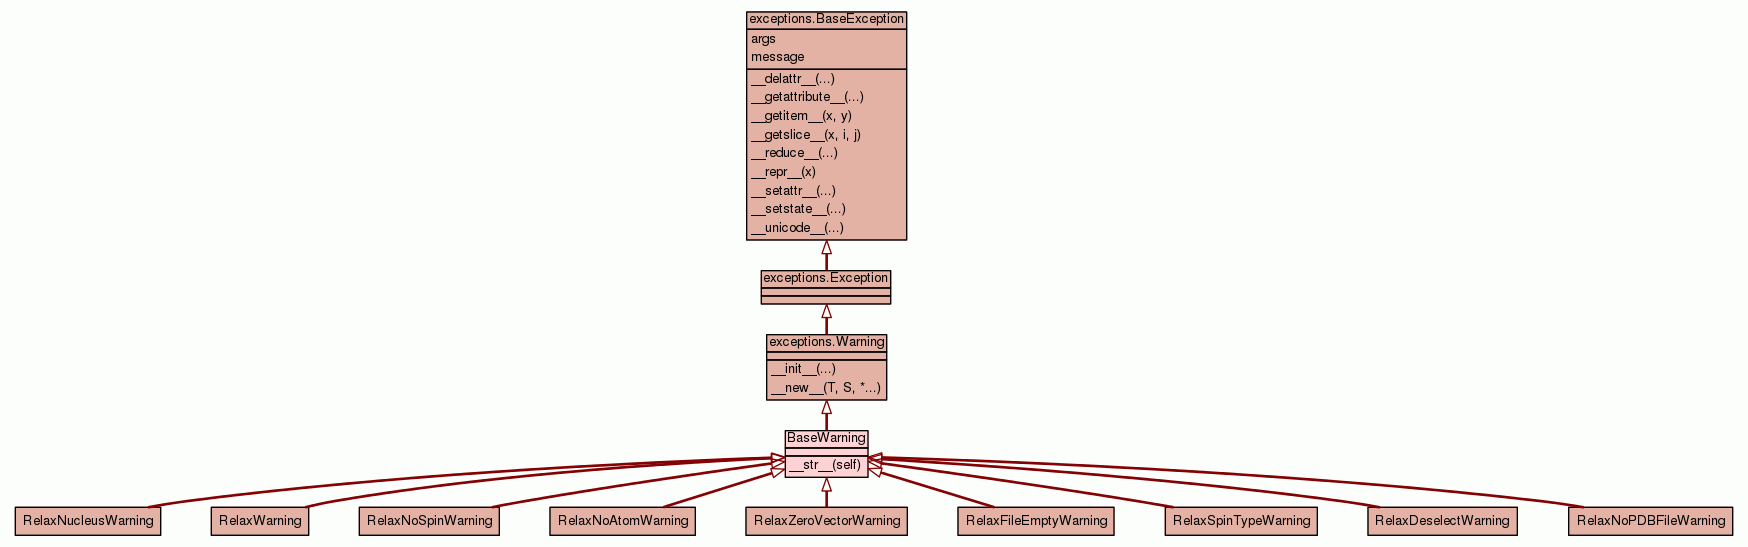 exceptions.BaseException
args
message
__delattr__(...)
__getattribute__(...)
__getitem__(x, y)
__getslice__(x, i, j)
__reduce__(...)
__repr__(x)
__setattr__(...)
__setstate__(...)
__unicode__(...)
exceptions.Exception
exceptions.Warning
__init__(...)
__new__(T, S, *...)
BaseWarning
__str__(self)
RelaxNucleusWarning
RelaxWarning
RelaxNoSpinWarning
RelaxNoAtomWarning
RelaxZeroVectorWarning
RelaxFileEmptyWarning
RelaxSpinTypeWarning
RelaxDeselectWarning
RelaxNoPDBFileWarning